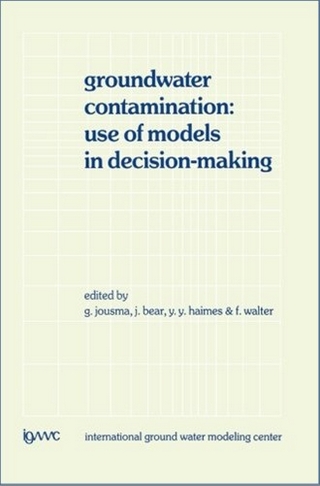 groundwater
contamination:
use of models
in decision-making
edited by
g. jousma, j. bear, y. y. haimes & f. walter
igwmc international ground water modeling center